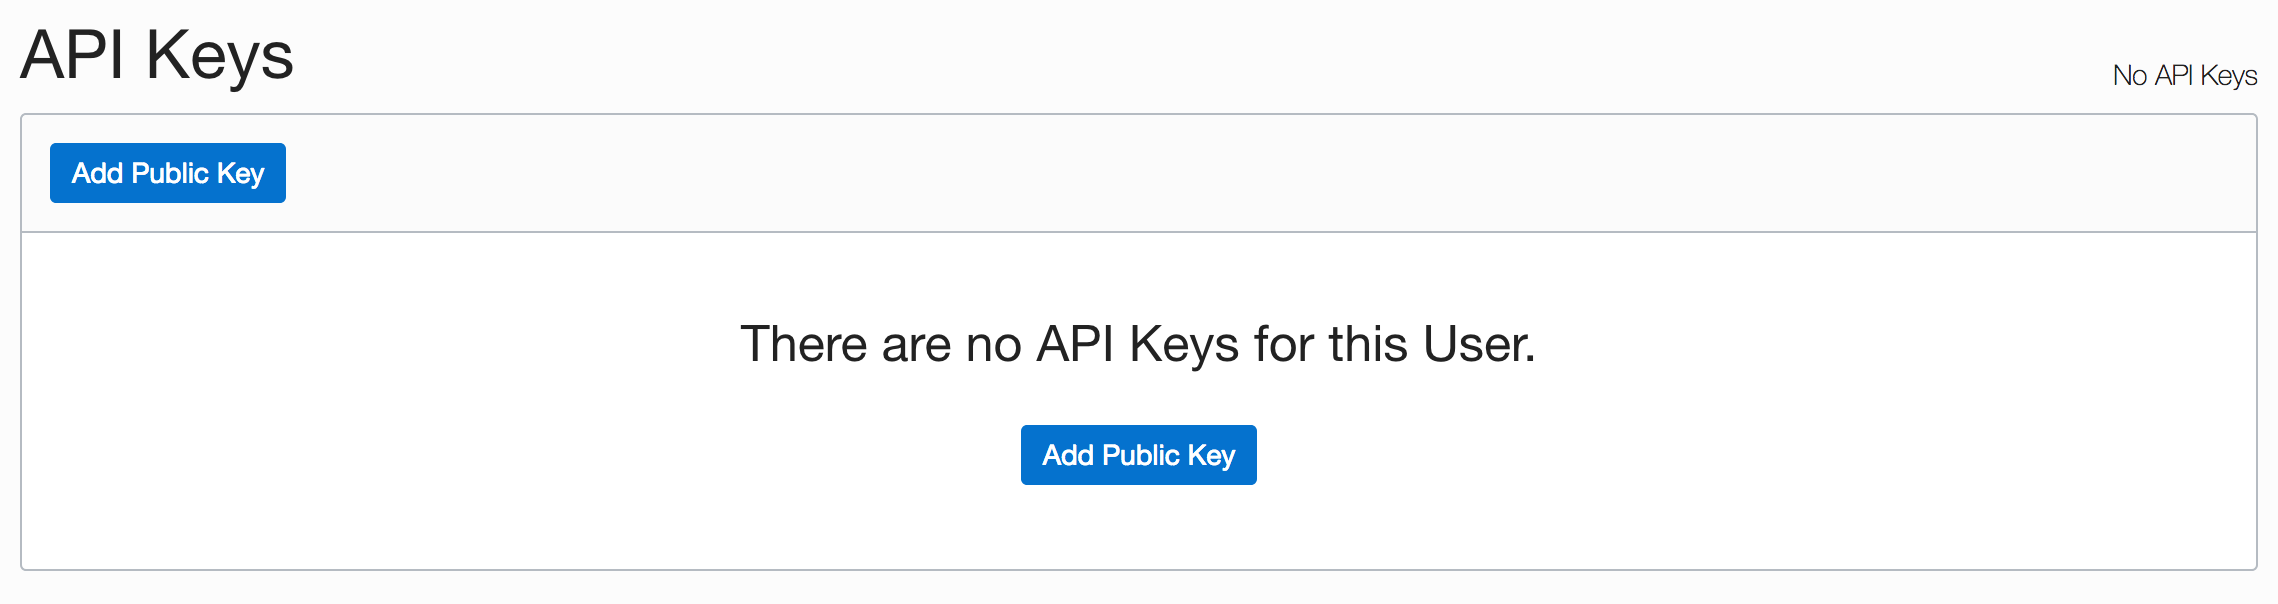 API Keys
No API Keys
Add Public Key
There are no API Keys for this User.
Add Public Key